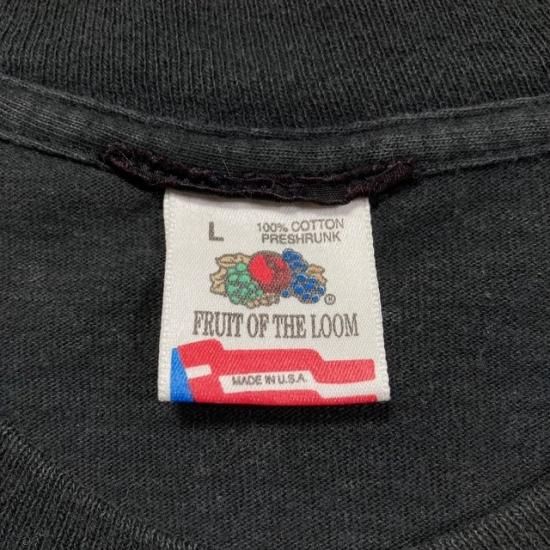 L
100% COTTON
PRESHRUNK
®
FRUIT OF THE LOOM
MADE IN U.S.A.